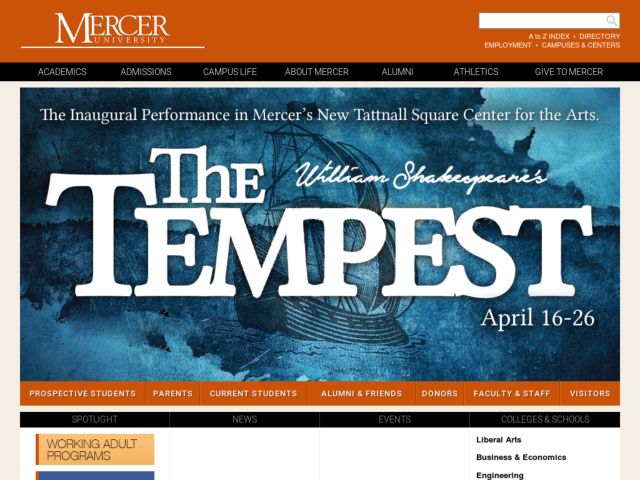 MERCER
UNIVERSITY
A to Z INDEX • DIRECTORY
EMPLOYMENT • CAMPUSES & CENTERS
ACADEMICS ADMISSIONS CAMPUS LIFE ABOUT MERCER ALUMNI ATHLETICS GIVE TO MERCER
The Inaugural Performance in Mercer's New Tattnall Square Center for the Arts.
William Shakespeare's
THE
TEMPEST
April 16-26
PROSPECTIVE STUDENTS PARENTS CURRENT STUDENTS ALUMNI & FRIENDS DONORS FACULTY & STAFF VISITORS
SPOTLIGHT NEWS EVENTS COLLEGES & SCHOOLS
WORKING ADULT
PROGRAMS
Liberal Arts
Business & Economics
Engineering